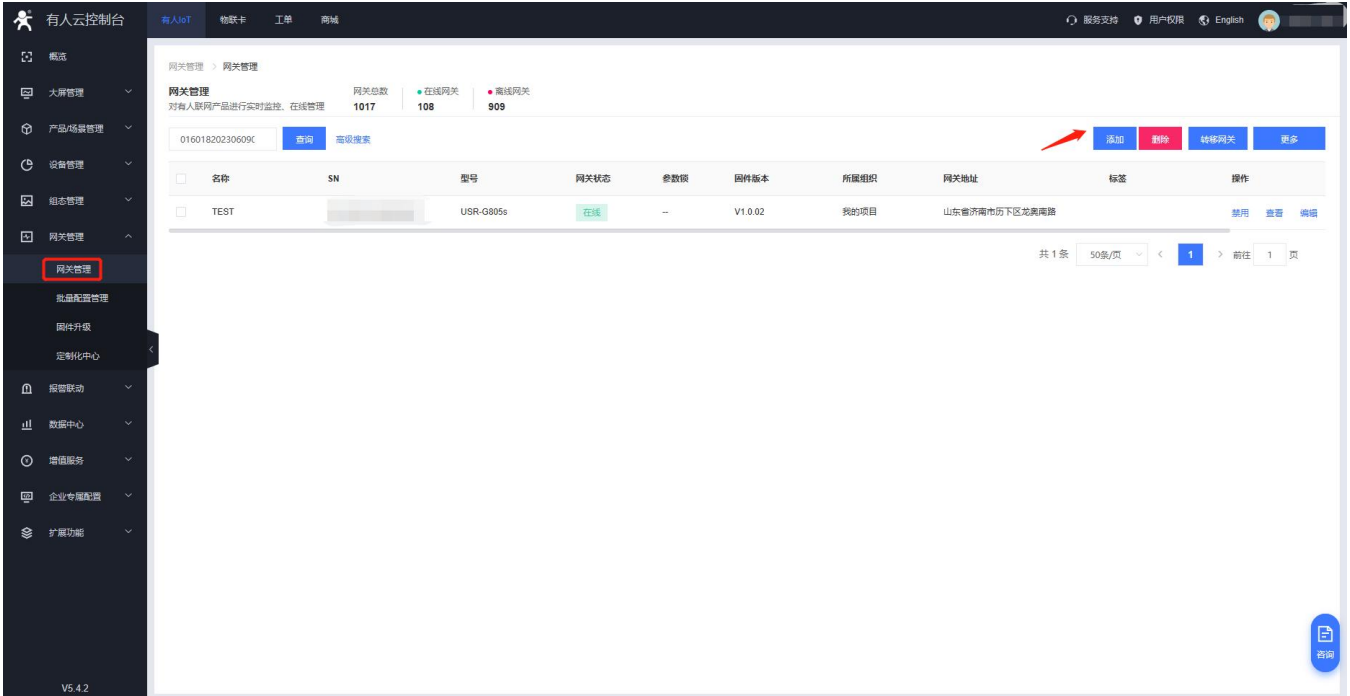 有人云控制台
有人IoT 物联卡 工单 商城
服务支持 用户权限 English
概览
大屏管理
产品/场景管理
设备管理
组态管理
网关管理
网关管理
批量配置管理
固件升级
定制化中心
报警联动
数据中心
增值服务
企业专属配置
扩展功能
V5.4.2
网关管理 > 网关管理
网关管理 网关总数 在线网关 离线网关
对有人联网产品进行实时监控，在线管理 1017 108 909
016018202306090 查询 高级搜索 添加 删除 转移网关 更多
名称 SN 型号 网关状态 参数锁 固件版本 所属组织 网关地址 标签 操作
TEST USR-G805s 在线 -- V1.0.02 我的项目 山东省济南市历下区龙奥南路 禁用 查看 编辑
共 1 条 50条/页 < 1 > 前往 1 页
咨询